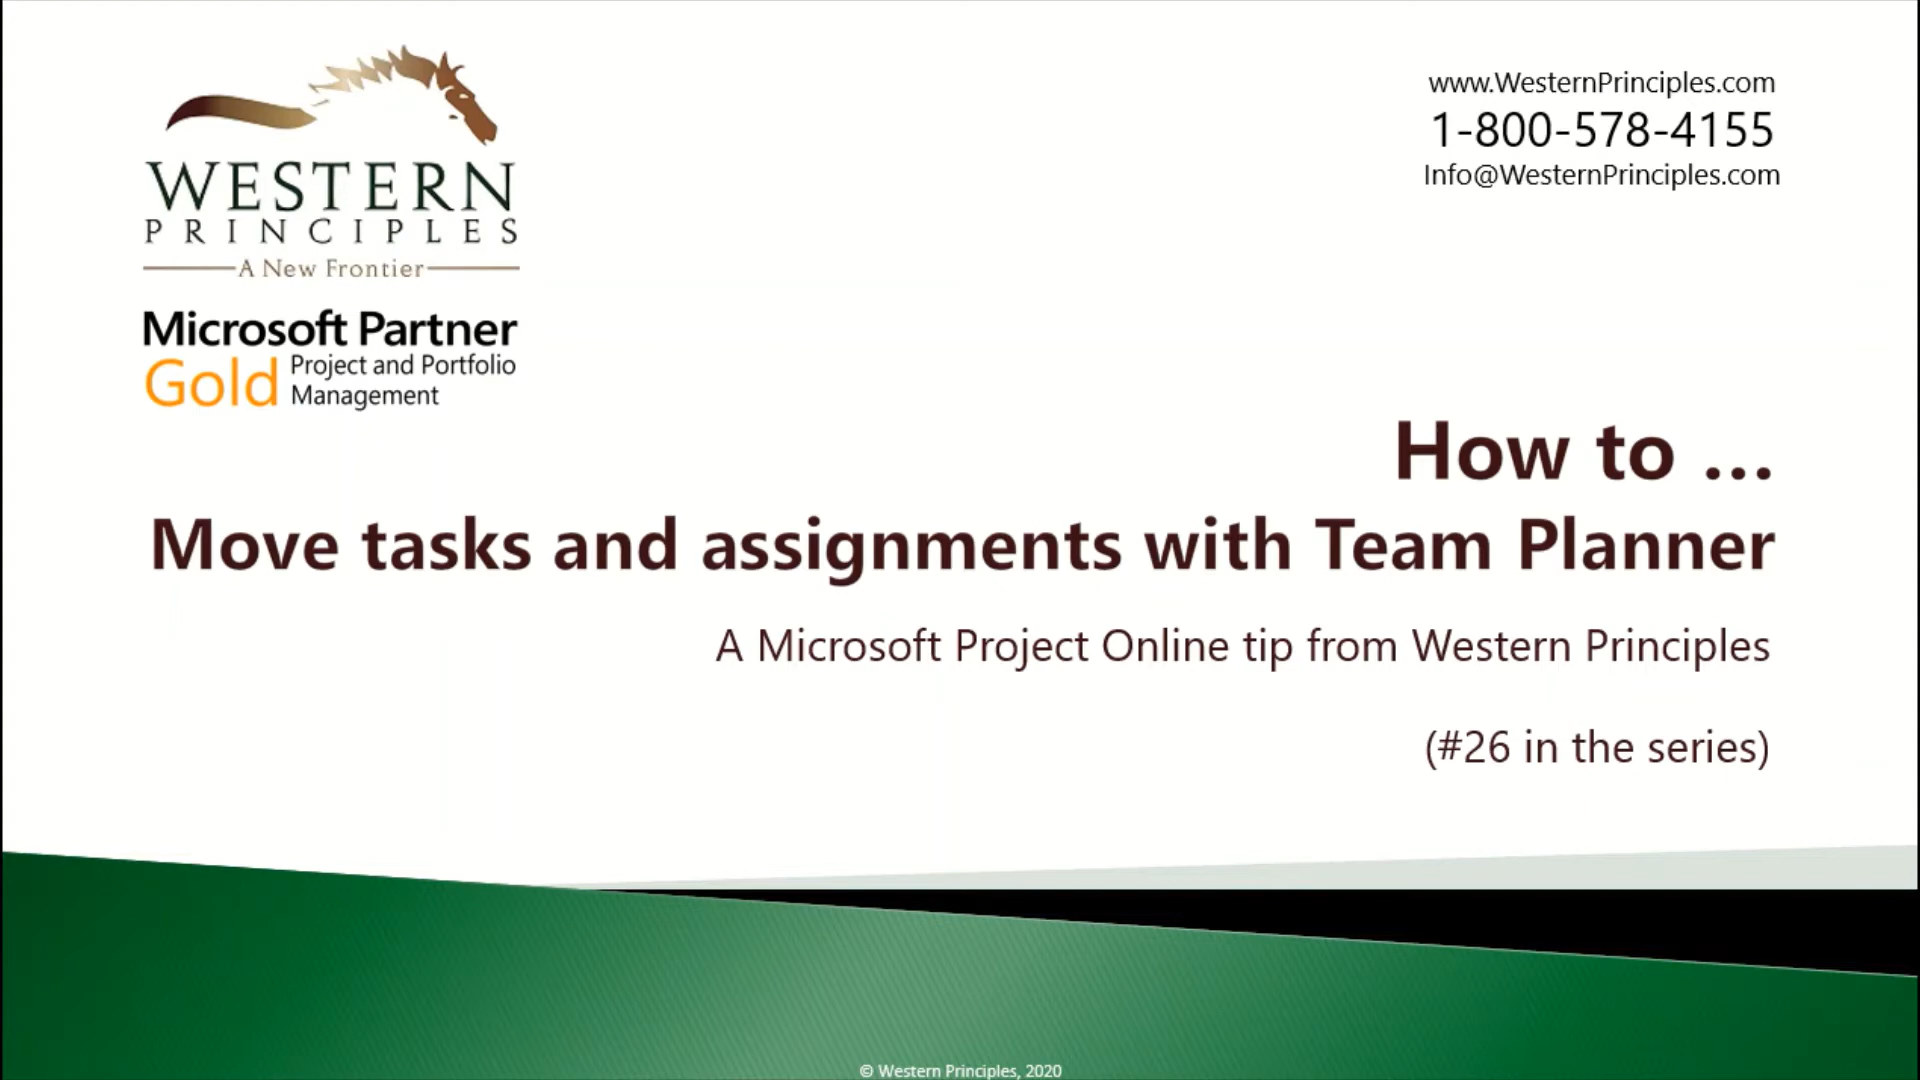 WESTERN
PRINCIPLES
A New Frontier
Microsoft Partner
Gold Project and Portfolio
Management
www.WesternPrinciples.com
1-800-578-4155
Info@WesternPrinciples.com
How to ...
Move tasks and assignments with Team Planner
A Microsoft Project Online tip from Western Principles
(#26 in the series)
© Western Principles, 2020